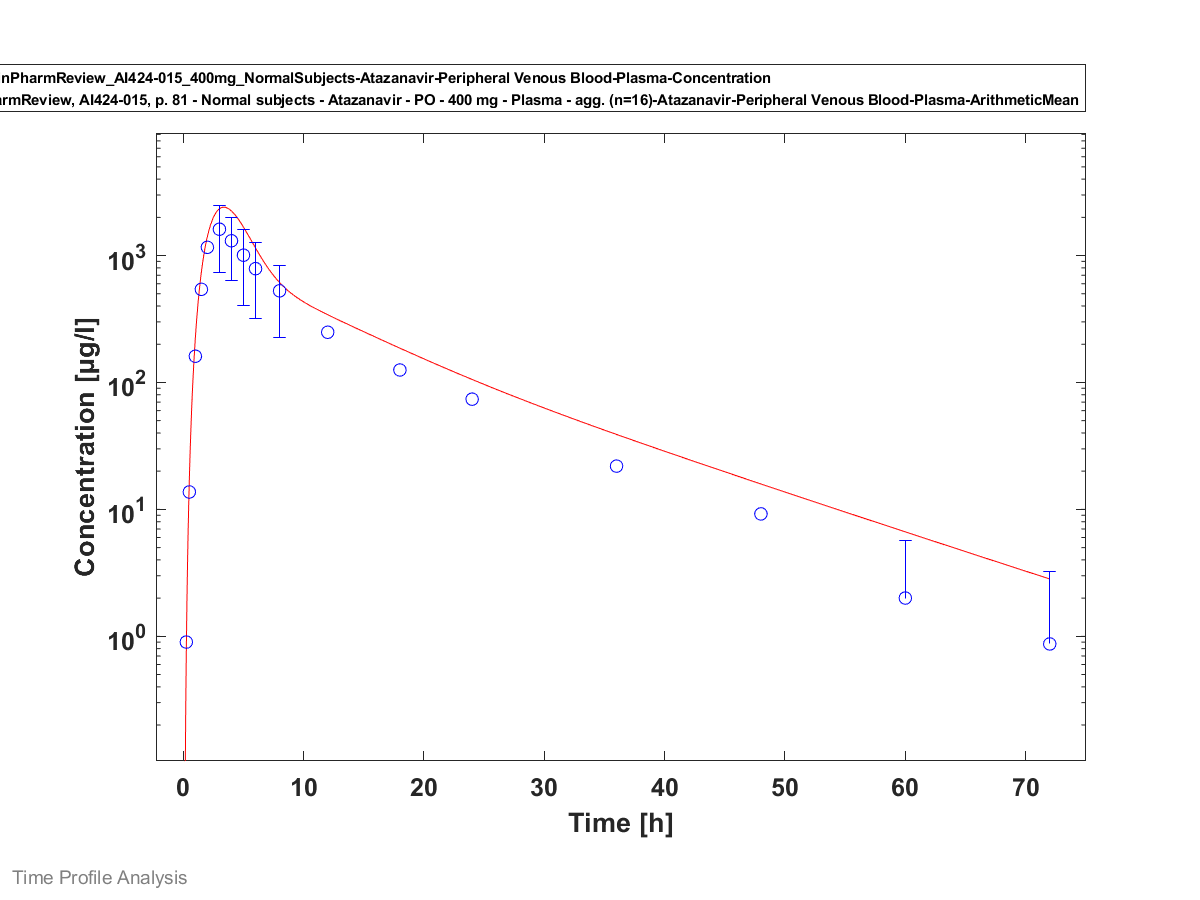 nPharmReview_AI424-015_400mg_NormalSubjects-Atazanavir-Peripheral Venous Blood-Plasma-Concentration
rmReview, AI424-015, p. 81 - Normal subjects - Atazanavir - PO - 400 mg - Plasma - agg. (n=16)-Atazanavir-Peripheral Venous Blood-Plasma-ArithmeticMean
10³
10²
10¹
10⁰
Concentration [µg/l]
0 10 20 30 40 50 60 70
Time [h]
Time Profile Analysis